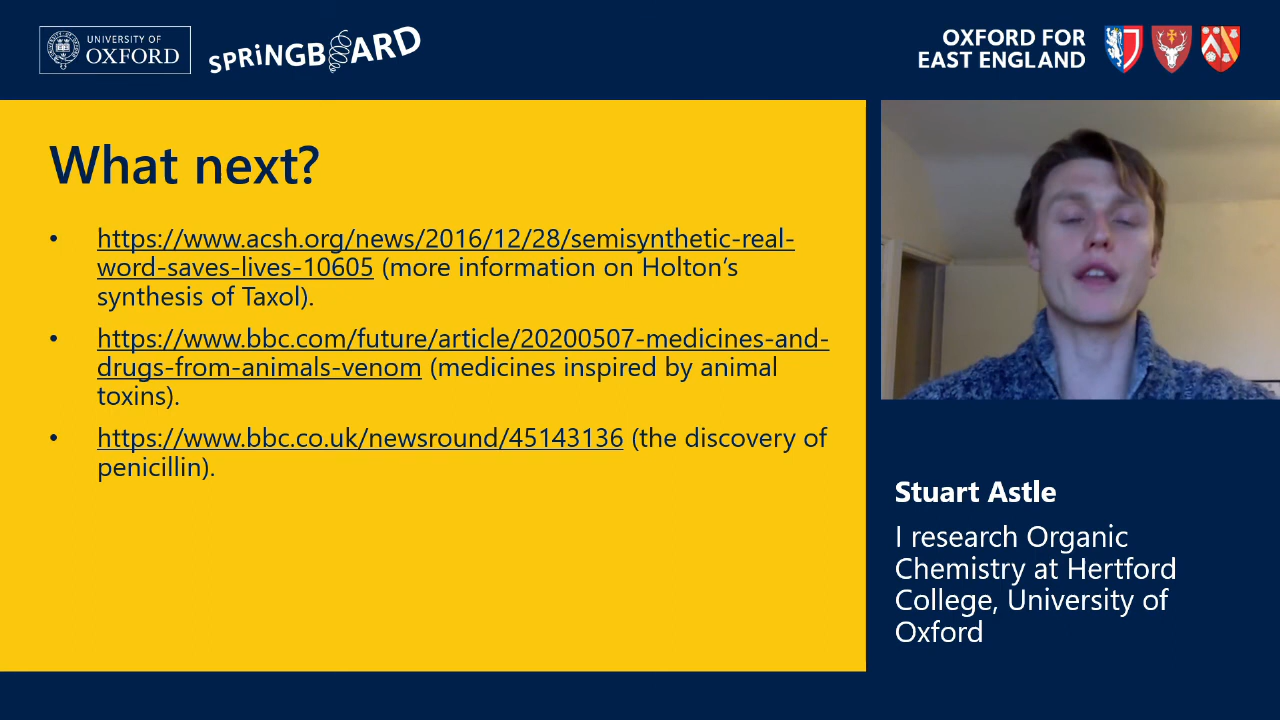 UNIVERSITY OF
OXFORD
SPRiNGBOARD
OXFORD FOR
EAST ENGLAND
What next?
• https://www.acsh.org/news/2016/12/28/semisynthetic-real-
word-saves-lives-10605 (more information on Holton's
synthesis of Taxol).
• https://www.bbc.com/future/article/20200507-medicines-and-
drugs-from-animals-venom (medicines inspired by animal
toxins).
• https://www.bbc.co.uk/newsround/45143136 (the discovery of
penicillin).
Stuart Astle
I research Organic
Chemistry at Hertford
College, University of
Oxford